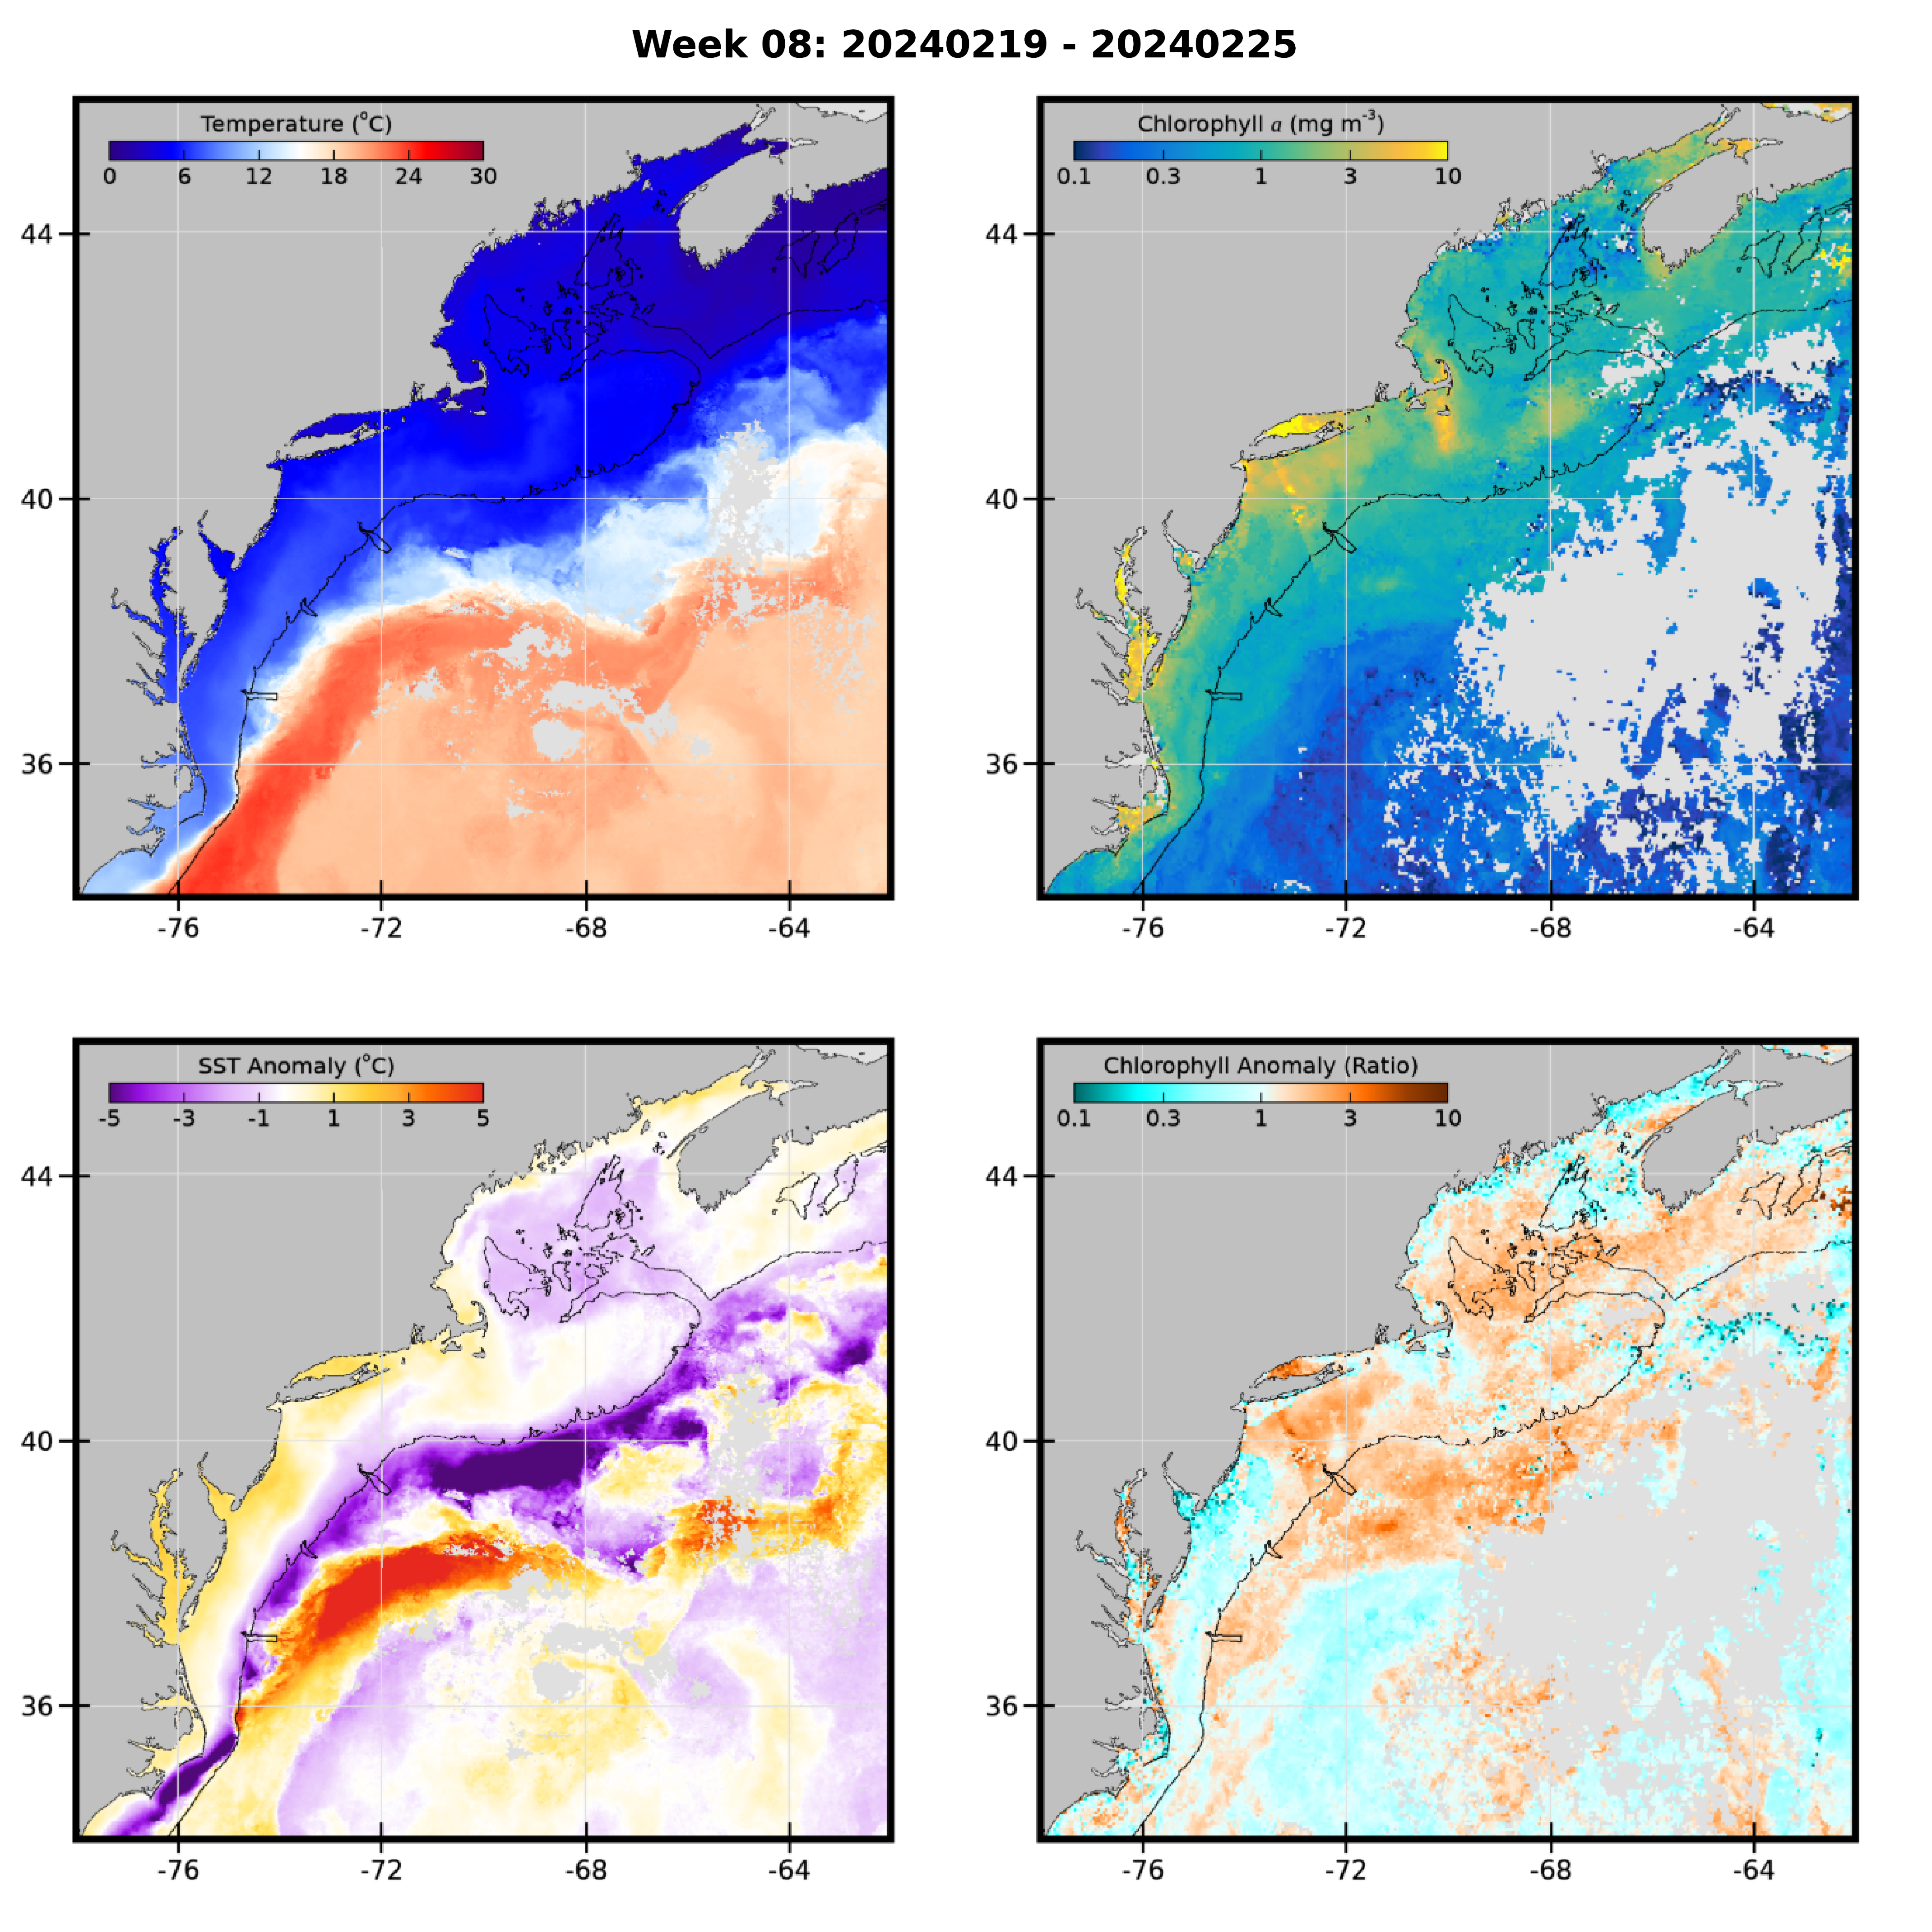 Week 08: 20240219 - 20240225
Temperature (°C)
0 6 12 18 24 30
44
40
36
-76 -72 -68 -64
Chlorophyll a (mg m-3)
0.1 0.3 1 3 10
44
40
36
-76 -72 -68 -64
SST Anomaly (°C)
-5 -3 -1 1 3 5
44
40
36
-76 -72 -68 -64
Chlorophyll Anomaly (Ratio)
0.1 0.3 1 3 10
44
40
36
-76 -72 -68 -64